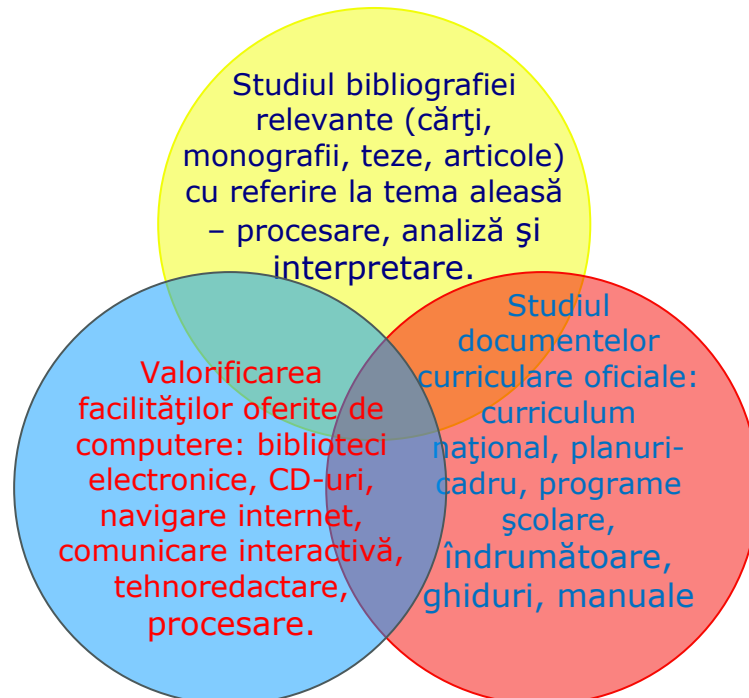 Studiul bibliografiei
relevante (cărţi,
monografii, teze, articole)
cu referire la tema aleasă
– procesare, analiză şi
interpretare.
Valorificarea
facilităţilor oferite de
computere: biblioteci
electronice, CD-uri,
navigare internet,
comunicare interactivă,
tehnoredactare,
procesare.
Studiul
documentelor
curriculare oficiale:
curriculum
naţional, planuri-
cadru, programe
şcolare,
îndrumătoare,
ghiduri, manuale